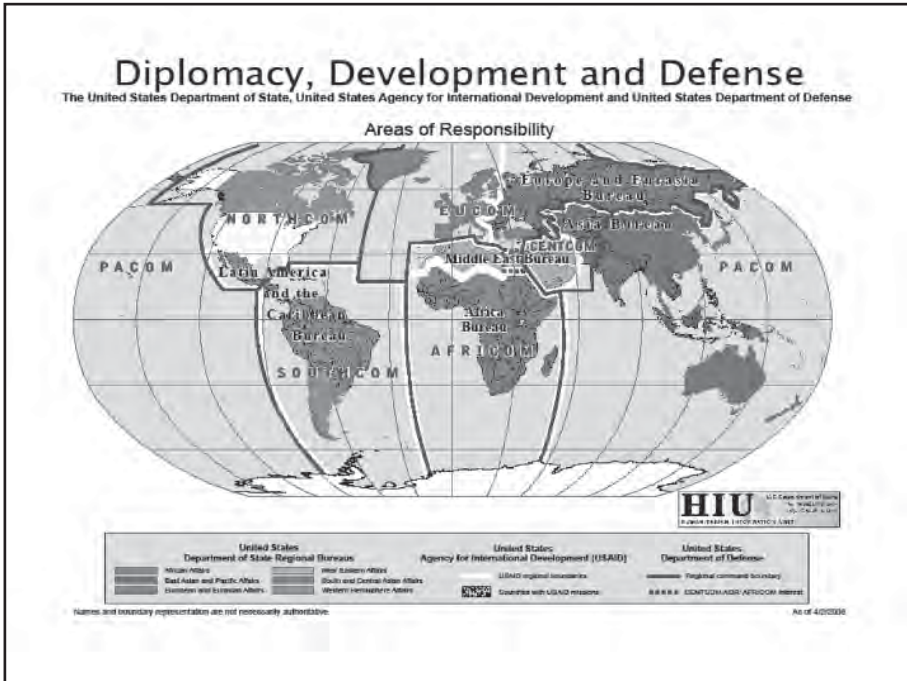 Diplomacy, Development and Defense
The United States Department of State, United States Agency for International Development and United States Department of Defense
Areas of Responsibility
Europe and Eurasia
Bureau
NORTHCOM
EUCOM
Asia Bureau
CENTCOM
Middle East Bureau
PACOM
PACOM
Latin America
and the
Caribbean
Bureau
Africa
Bureau
AFRICOM
SOUTHCOM
HIU
United States
Department of State Regional Bureaus
African Affairs
East Asian and Pacific Affairs
European and Eurasian Affairs
Near Eastern Affairs
South and Central Asian Affairs
Western Hemisphere Affairs
United States
Agency for International Development (USAID)
USAID regional boundaries
Countries with USAID missions
United States
Department of Defense
Regional command boundary
Names and boundary representation are not necessarily authoritative.